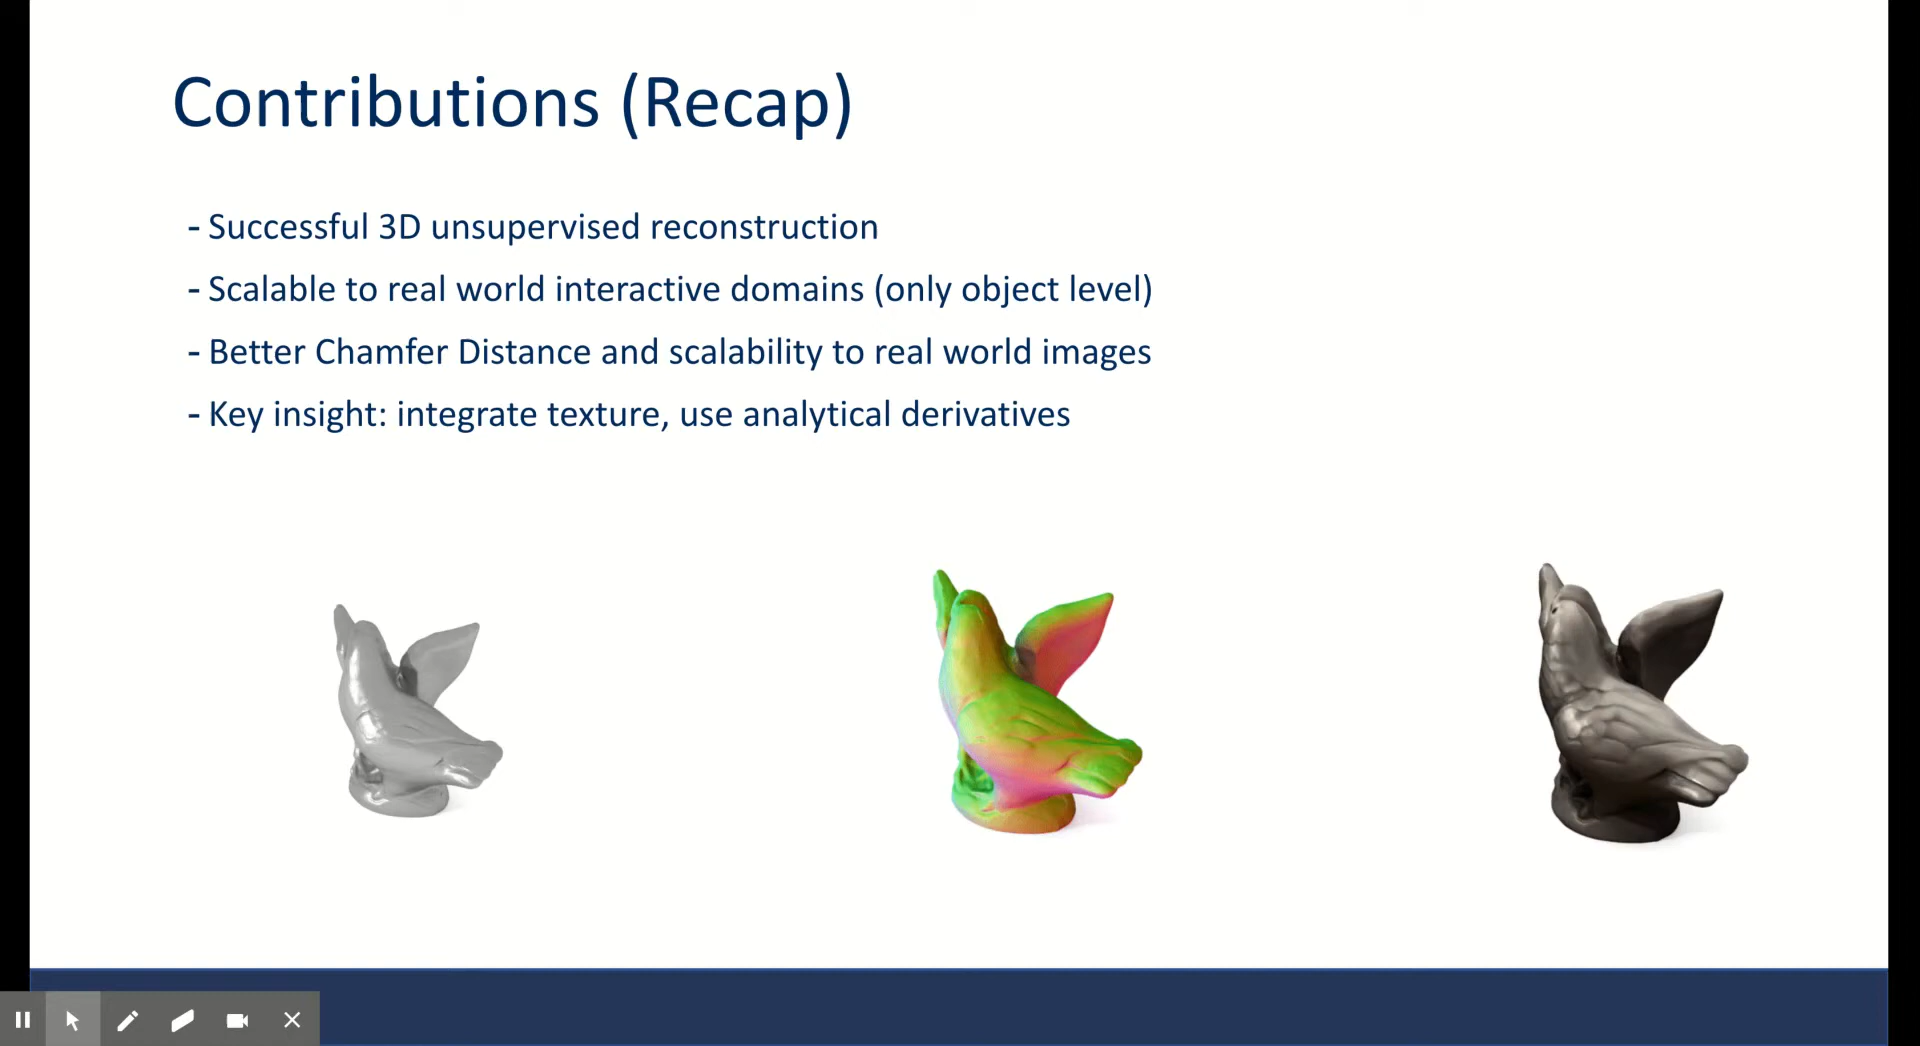 Contributions (Recap)
- Successful 3D unsupervised reconstruction
- Scalable to real world interactive domains (only object level)
- Better Chamfer Distance and scalability to real world images
- Key insight: integrate texture, use analytical derivatives